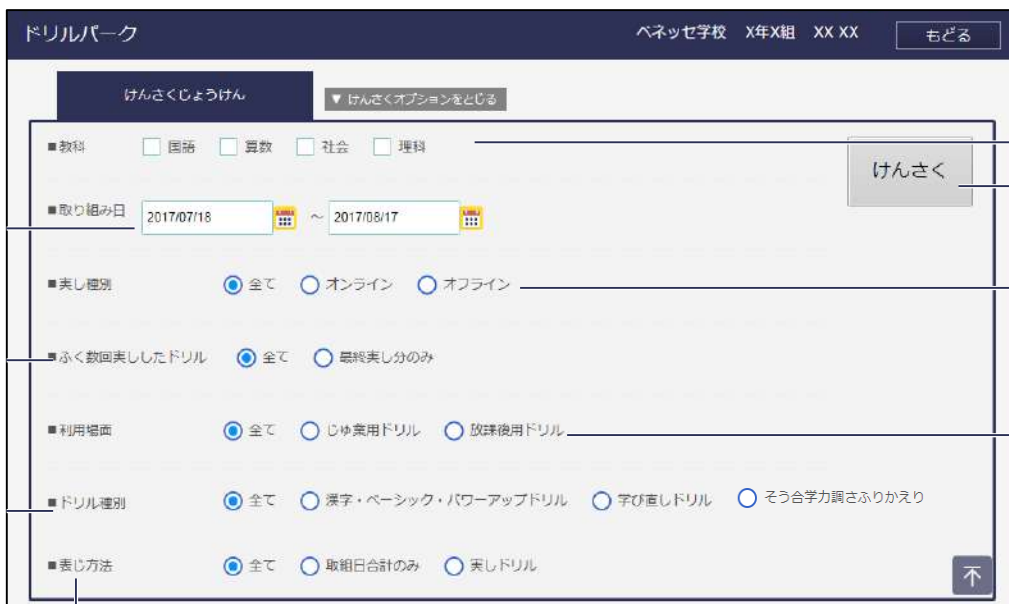 ドリルパーク ベネッセ学校 X年X組 XX XX もどる
けんさくじょうけん ▼ けんさくオプションをとじる
■教科 国語 算数 社会 理科 けんさく
■取り組み日 2017/07/18 ～ 2017/08/17
■実し種別 全て オンライン オフライン
■ふく数回実ししたドリル 全て 最終実し分のみ
■利用場面 全て じゅ業用ドリル 放課後用ドリル
■ドリル種別 全て 漢字・ベーシック・パワーアップドリル 学び直しドリル そう合学力調さふりかえり
■表じ方法 全て 取組日合計のみ 実しドリル